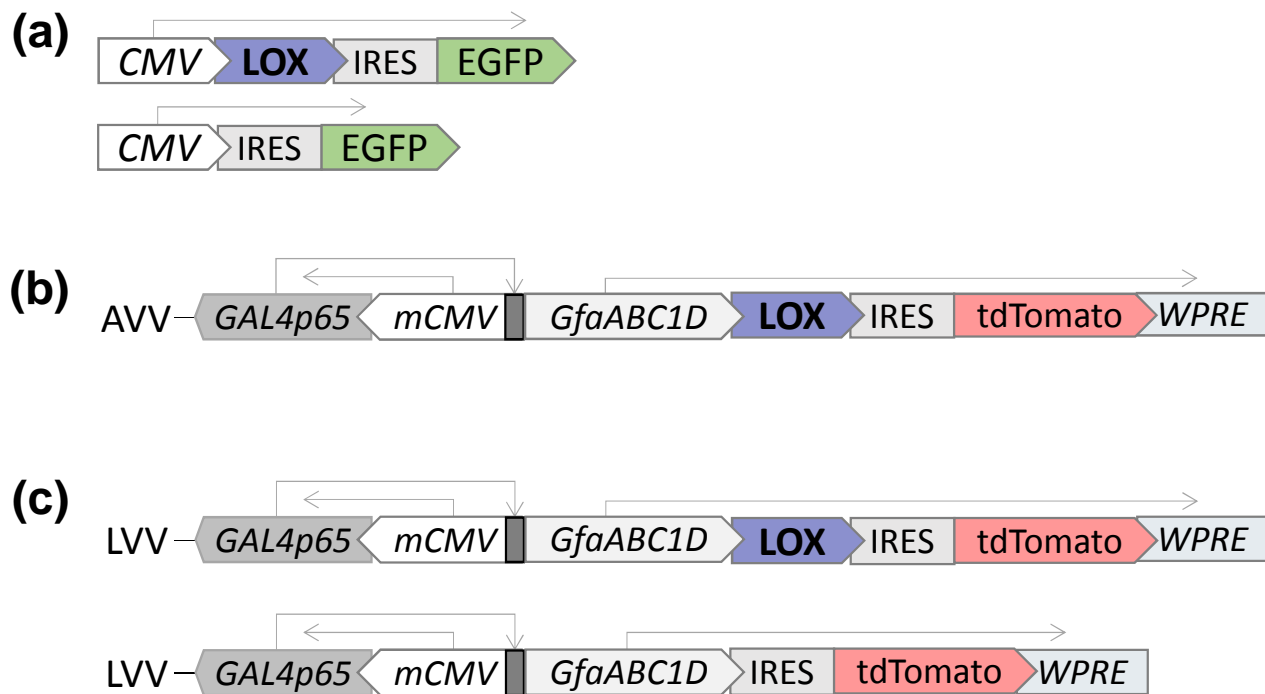 (a)
CMV LOX IRES EGFP
CMV IRES EGFP
(b)
AVV GAL4p65 mCMV GfaABC1D LOX IRES tdTomato WPRE
(c)
LVV GAL4p65 mCMV GfaABC1D LOX IRES tdTomato WPRE
LVV GAL4p65 mCMV GfaABC1D IRES tdTomato WPRE